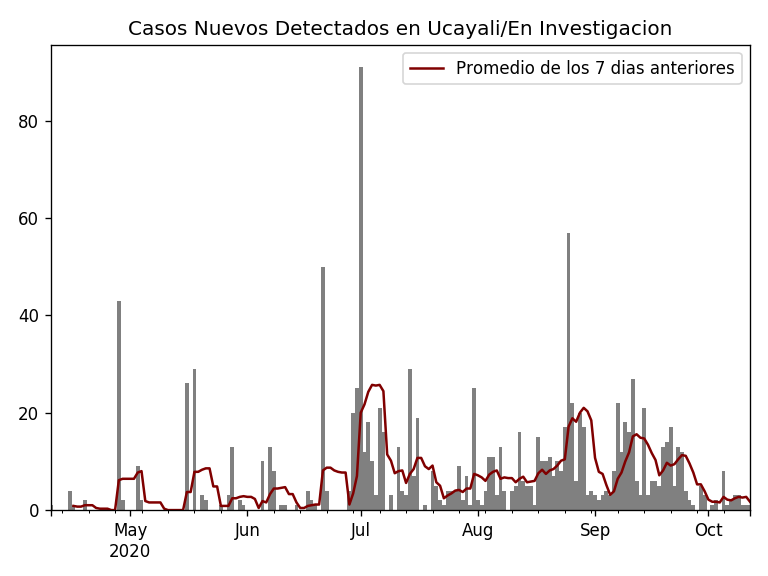 Casos Nuevos Detectados en Ucayali/En Investigacion
Promedio de los 7 dias anteriores
80
60
40
20
0
May Jun Jul Aug Sep Oct
2020